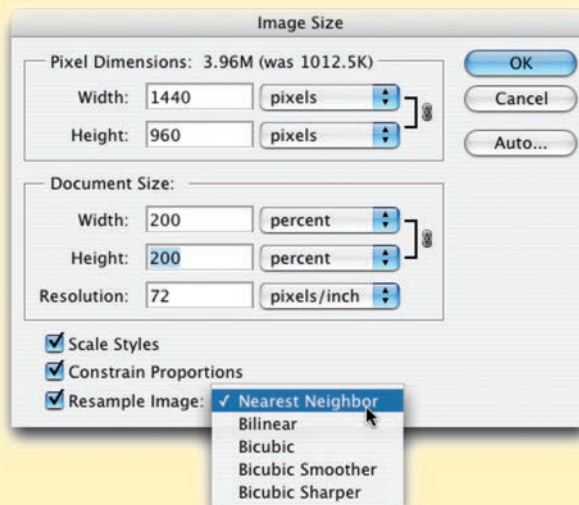 Image Size
Pixel Dimensions: 3.96M (was 1012.5K)
Width: 1440 pixels
Height: 960 pixels
OK
Cancel
Auto...
Document Size:
Width: 200 percent
Height: 200 percent
Resolution: 72 pixels/inch
Scale Styles
Constrain Proportions
Resample Image: ✓ Nearest Neighbor
Bilinear
Bicubic
Bicubic Smoother
Bicubic Sharper